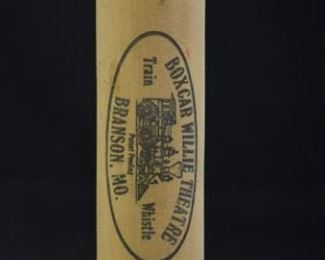 BOXCAR WILLIE THEATRE
Train Whistle
Patent Pending
BRANSON, MO.